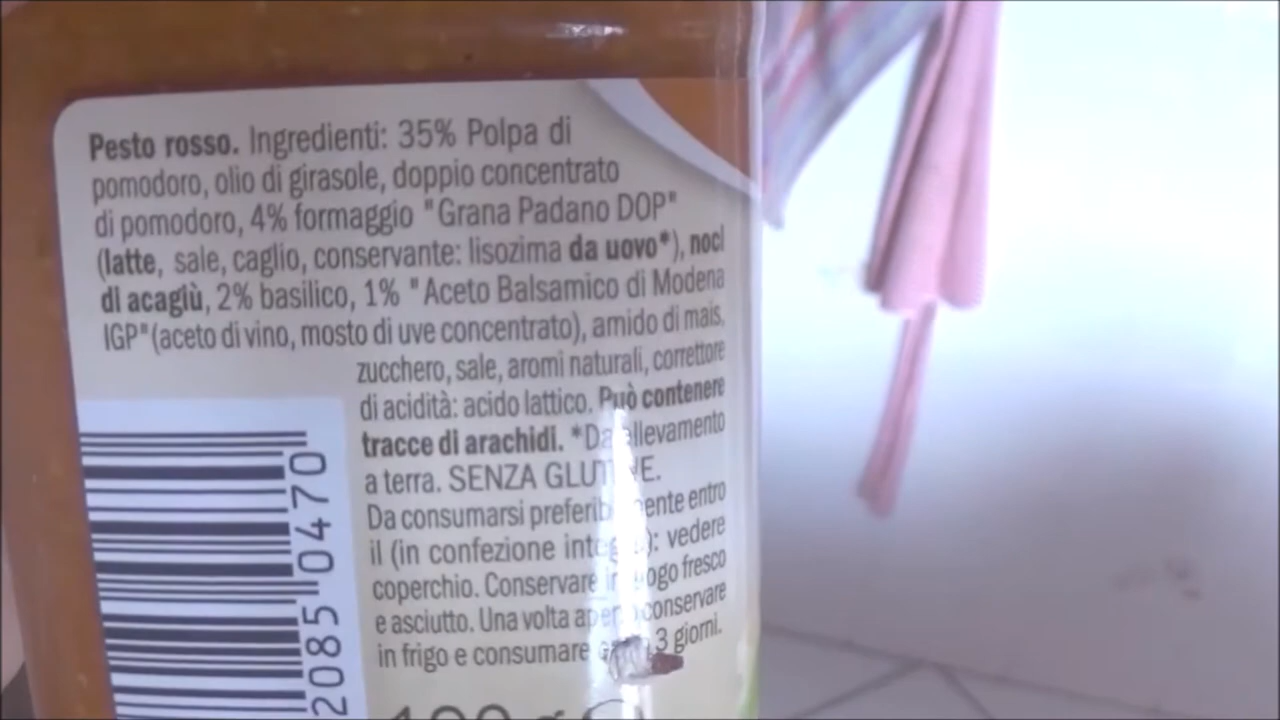 Pesto rosso. Ingredienti: 35% Polpa di
pomodoro, olio di girasole, doppio concentrato
di pomodoro, 4% formaggio "Grana Padano DOP"
(latte, sale, caglio, conservante: lisozima da uovo*), noci
di acagiù, 2% basilico, 1% "Aceto Balsamico di Modena
IGP" (aceto di vino, mosto di uve concentrato), amido di mais,
zucchero, sale, aromi naturali, correttore
di acidità: acido lattico. Può contenere
tracce di arachidi. *Da allevamento
a terra. SENZA GLUTINE.
Da consumarsi preferibilmente entro
il (in confezione integra): vedere
coperchio. Conservare in luogo fresco
e asciutto. Una volta aperto conservare
in frigo e consumare 3 giorni.
2085 0470